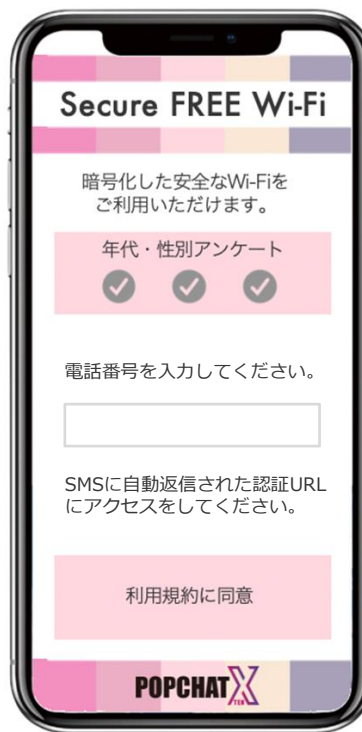 Secure FREE Wi-Fi
暗号化した安全なWi-Fiを
ご利用いただけます。
年代・性別アンケート
電話番号を入力してください。
SMSに自動返信された認証URL
にアクセスをしてください。
利用規約に同意
POPCHAT X
TEN